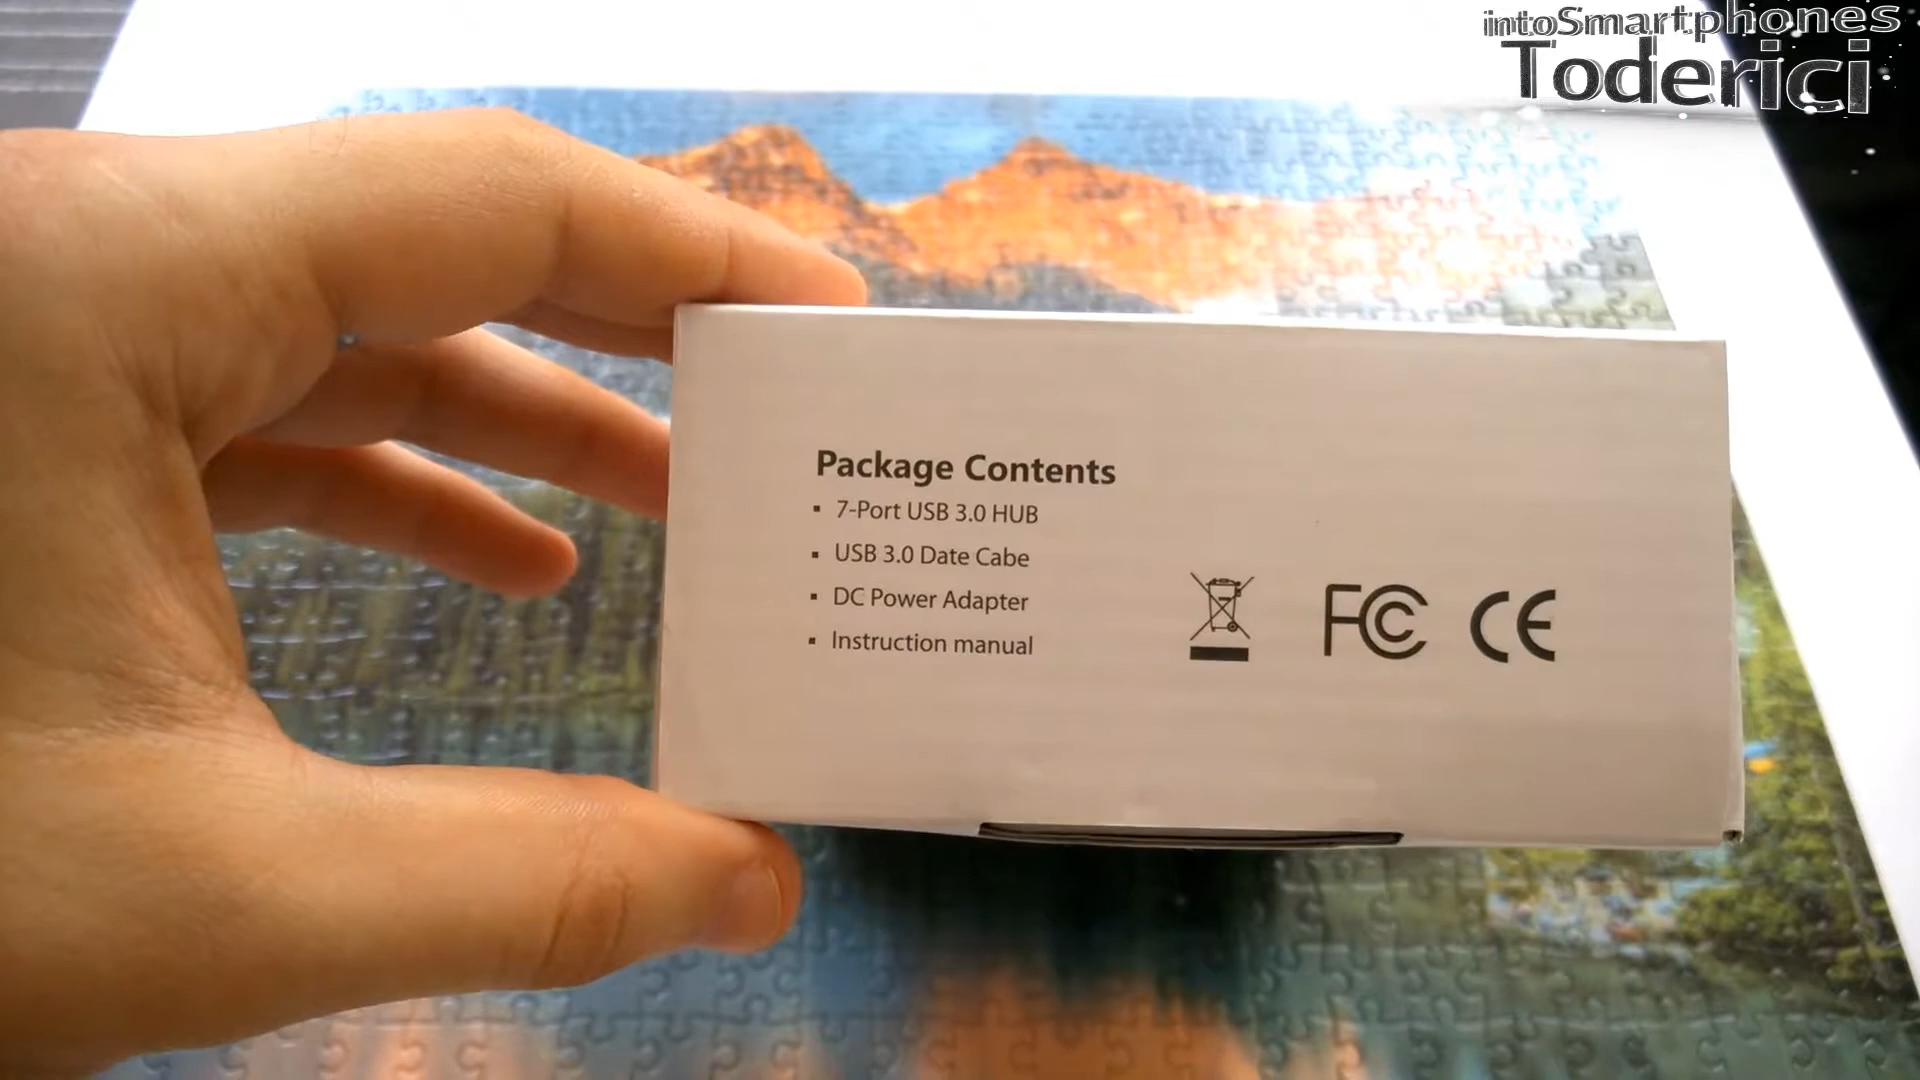 intoSmartphones
Toderici
Package Contents
▪ 7-Port USB 3.0 HUB
▪ USB 3.0 Date Cabe
▪ DC Power Adapter
▪ Instruction manual
FC CE